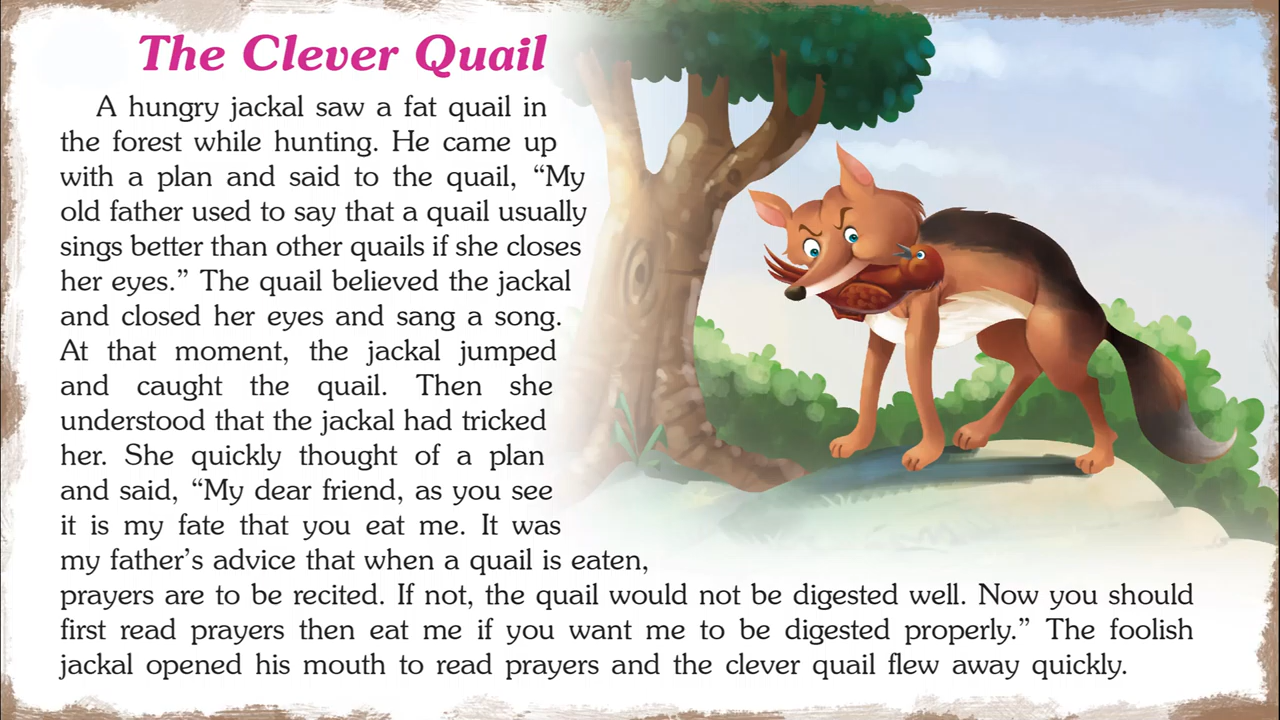 The Clever Quail
A hungry jackal saw a fat quail in
the forest while hunting. He came up
with a plan and said to the quail, “My
old father used to say that a quail usually
sings better than other quails if she closes
her eyes.” The quail believed the jackal
and closed her eyes and sang a song.
At that moment, the jackal jumped
and caught the quail. Then she
understood that the jackal had tricked
her. She quickly thought of a plan
and said, “My dear friend, as you see
it is my fate that you eat me. It was
my father’s advice that when a quail is eaten,
prayers are to be recited. If not, the quail would not be digested well. Now you should
first read prayers then eat me if you want me to be digested properly.” The foolish
jackal opened his mouth to read prayers and the clever quail flew away quickly.